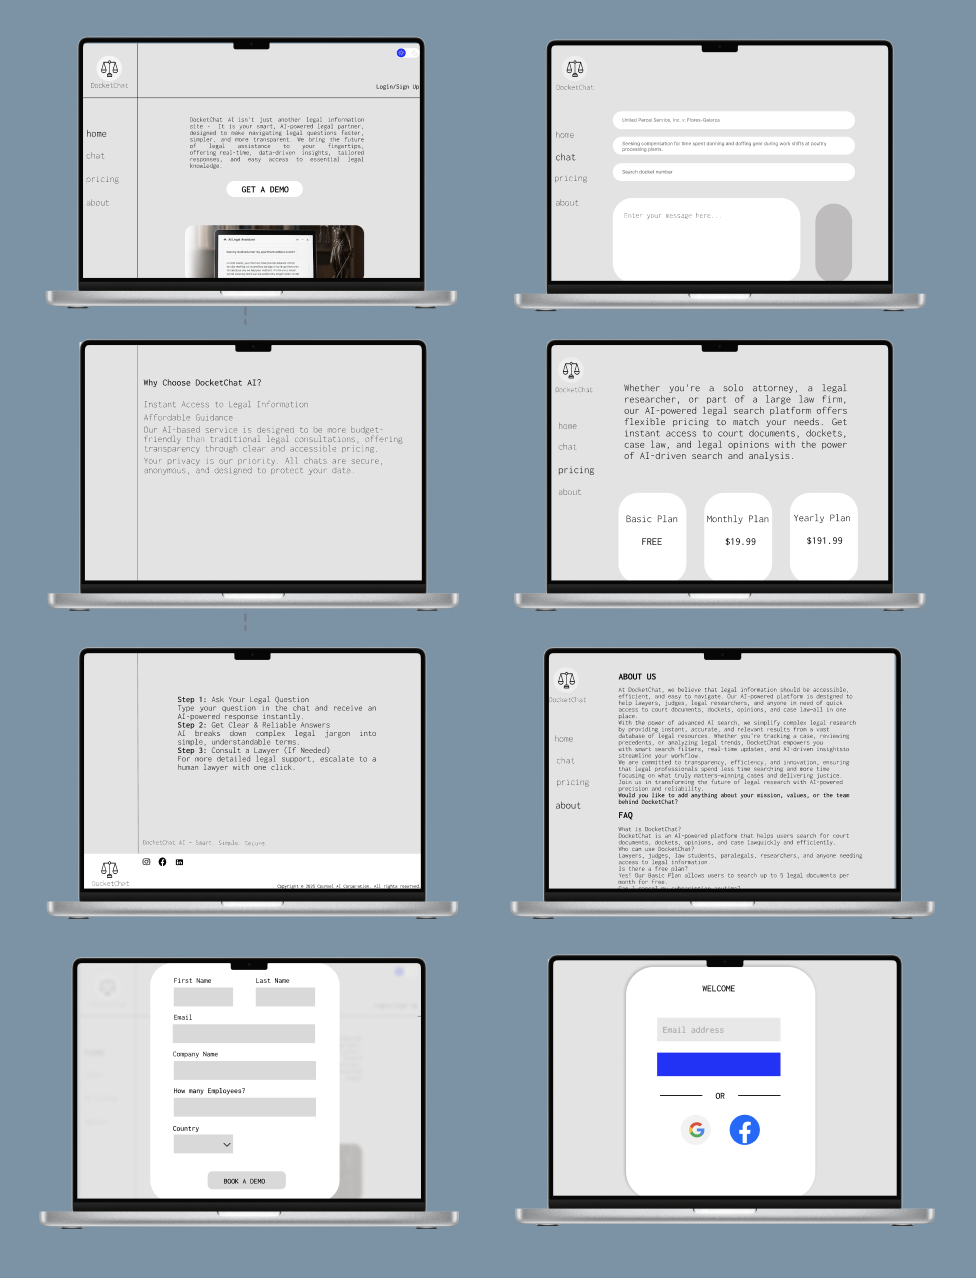 DocketChat
Login/Sign Up
home
chat
pricing
about
DocketChat AI isn't just another legal information
site - It is your smart, AI-powered legal partner,
designed to make navigating legal questions faster,
simpler, and more transparent. We bring the future
of legal assistance to your fingertips,
offering real-time, data-driven insights, tailored
responses, and easy access to essential legal
knowledge.
GET A DEMO
AI Legal Assistant
DocketChat
home
chat
pricing
about
United Parcel Service, Inc. v. Flores-Galarza
Seeking compensation for time spent donning and doffing gear during work shifts at poultry
processing plants.
Search docket number
Enter your message here...
Why Choose DocketChat AI?
Instant Access to Legal Information
Affordable Guidance
Our AI-based service is designed to be more budget-
friendly than traditional legal consultations, offering
transparency through clear and accessible pricing.
Your privacy is our priority. All chats are secure,
anonymous, and designed to protect your date.
DocketChat
home
chat
pricing
about
Whether you're a solo attorney, a legal
researcher, or part of a large law firm,
our AI-powered legal search platform offers
flexible pricing to match your needs. Get
instant access to court documents, dockets,
case law, and legal opinions with the power
of AI-driven search and analysis.
Basic Plan
FREE
Monthly Plan
$19.99
Yearly Plan
$191.99
Step 1: Ask Your Legal Question
Type your question in the chat and receive an
AI-powered response instantly.
Step 2: Get Clear & Reliable Answers
AI breaks down complex legal jargon into
simple, understandable terms.
Step 3: Consult a Lawyer (If Needed)
For more detailed legal support, escalate to a
human lawyer with one click.
DocketChat AI – Smart. Simple. Secure.
DocketChat
Copyright © 2025 Counsel AI Corporation. All rights reserved.
DocketChat
home
chat
pricing
about
ABOUT US
At DocketChat, we believe that legal information should be accessible,
efficient, and easy to navigate. Our AI-powered platform is designed to
help lawyers, judges, legal researchers, and anyone in need of quick
access to court documents, dockets, opinions, and case law—all in one
place.
With the power of advanced AI search, we simplify complex legal research
by providing instant, accurate, and relevant results from a vast
database of legal resources. Whether you're tracking a case, reviewing
precedents, or analyzing legal trends, DocketChat empowers you
with smart search filters, real-time updates, and AI-driven insightsio
streamline your workflow.
We are committed to transparency, efficiency, and innovation, ensuring
that legal professionals spend less time searching and more time
focusing on what truly matters—winning cases and delivering justice.
Join us in transforming the future of legal research with AI-powered
precision and reliability.
Would you like to add anything about your mission, values, or the team
behind DocketChat?
FAQ
What is DocketChat?
DocketChat is an AI-powered platform that helps users search for court
documents, dockets, opinions, and case lawquickly and efficiently.
Who can use DocketChat?
Lawyers, judges, law students, paralegals, researchers, and anyone needing
access to legal information.
Is there a free plan?
Yes! Our Basic Plan allows users to search up to 5 legal documents per
month for free.
First Name
Last Name
Email
Company Name
How many Employees?
Country
BOOK A DEMO
WELCOME
Email address
OR